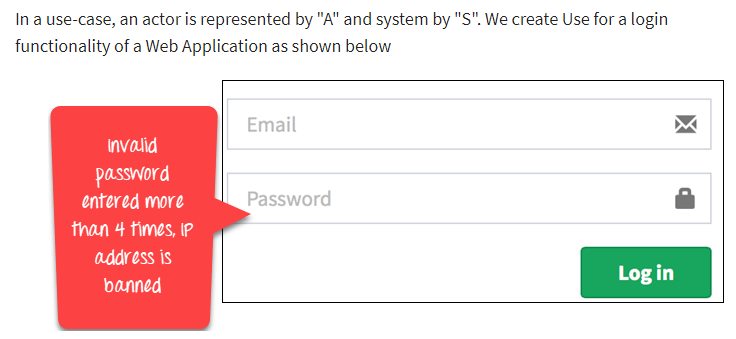 In a use-case, an actor is represented by "A" and system by "S". We create Use for a login
functionality of a Web Application as shown below
Invalid
password
entered more
than 4 times, IP
address is
banned
Email
Password
Log in